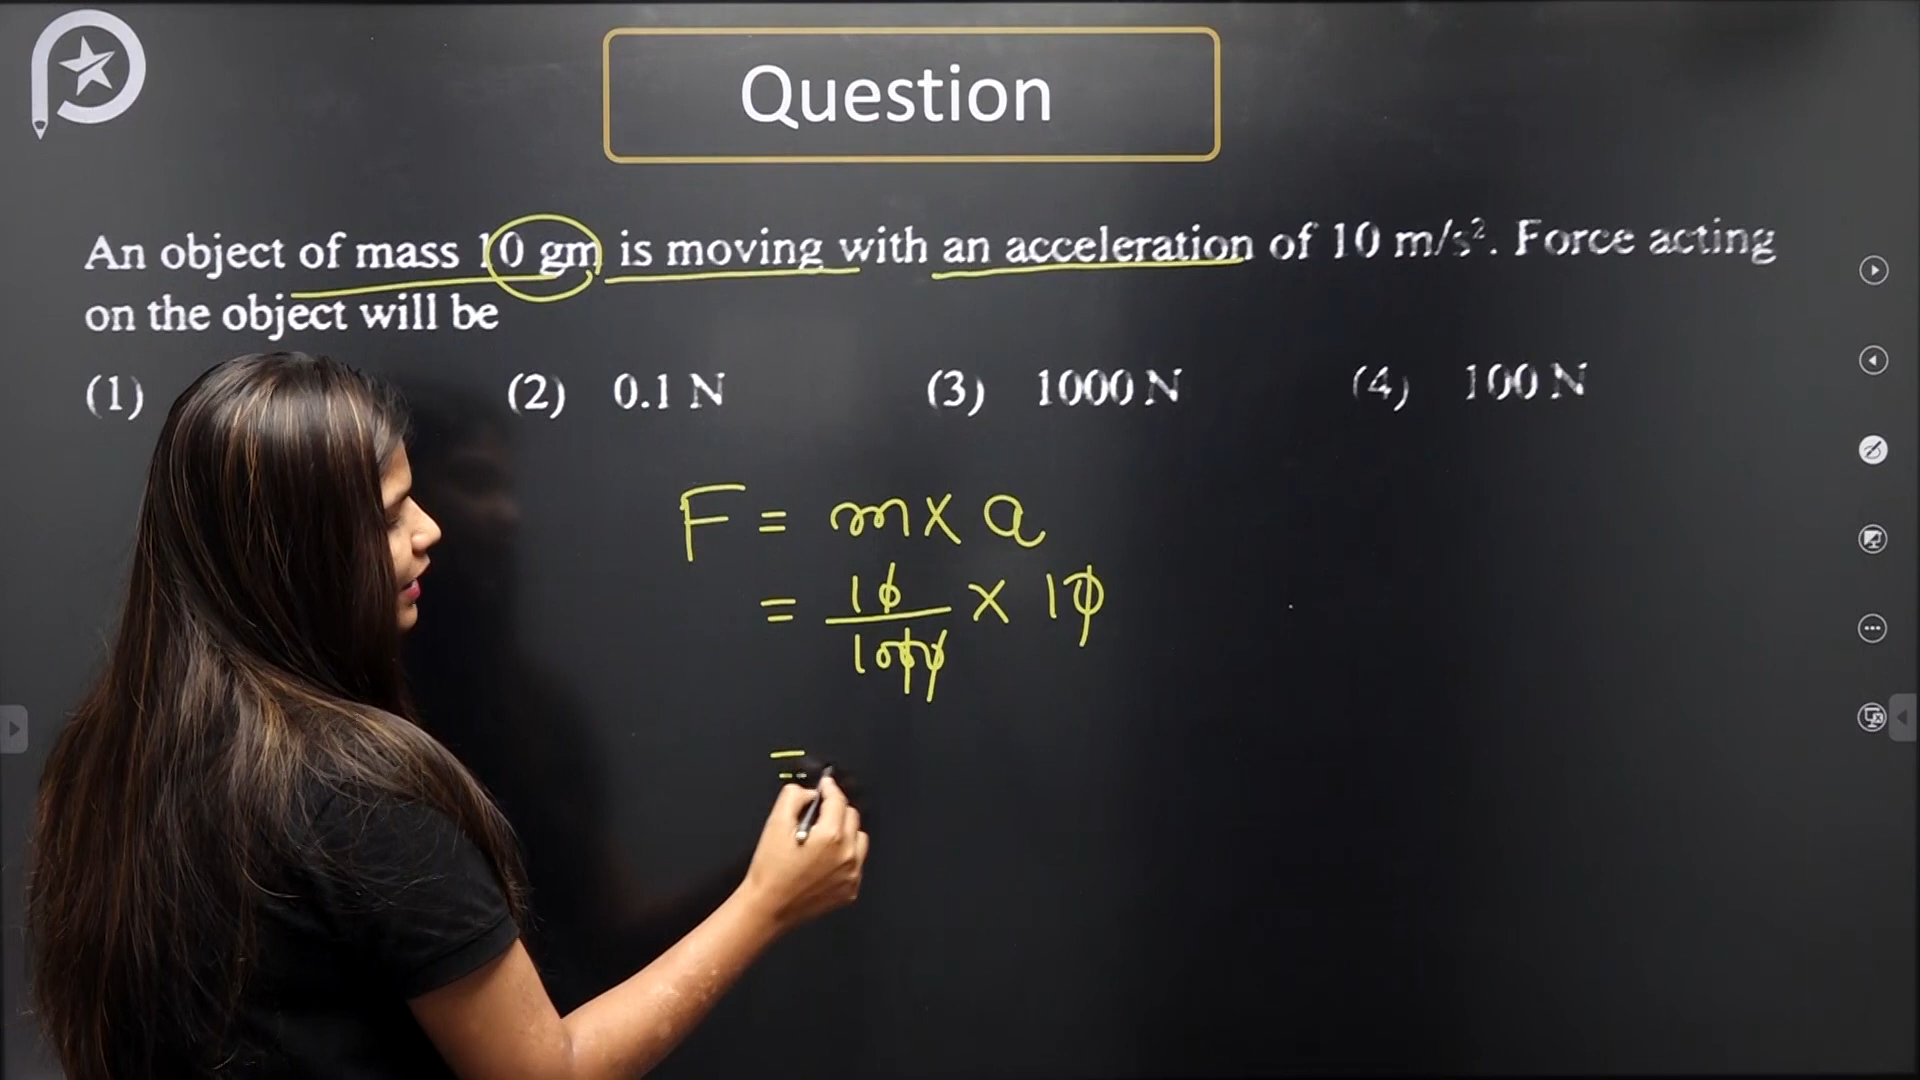 Question
An object of mass 10 gm is moving with an acceleration of 10 m/s². Force acting
on the object will be
(1) (2) 0.1 N (3) 1000 N (4) 100 N
F = m x a
= 10/1000 x 10
=